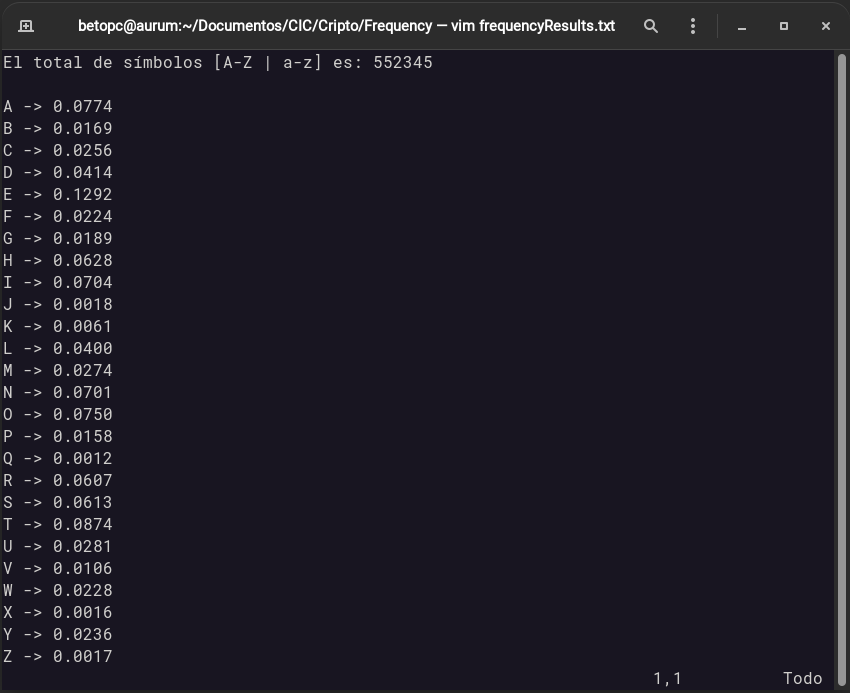 betopc@aurum:~/Documentos/CIC/Cripto/Frequency — vim frequencyResults.txt
El total de símbolos [A-Z | a-z] es: 552345
A -> 0.0774
B -> 0.0169
C -> 0.0256
D -> 0.0414
E -> 0.1292
F -> 0.0224
G -> 0.0189
H -> 0.0628
I -> 0.0704
J -> 0.0018
K -> 0.0061
L -> 0.0400
M -> 0.0274
N -> 0.0701
O -> 0.0750
P -> 0.0158
Q -> 0.0012
R -> 0.0607
S -> 0.0613
T -> 0.0874
U -> 0.0281
V -> 0.0106
W -> 0.0228
X -> 0.0016
Y -> 0.0236
Z -> 0.0017
1,1 Todo